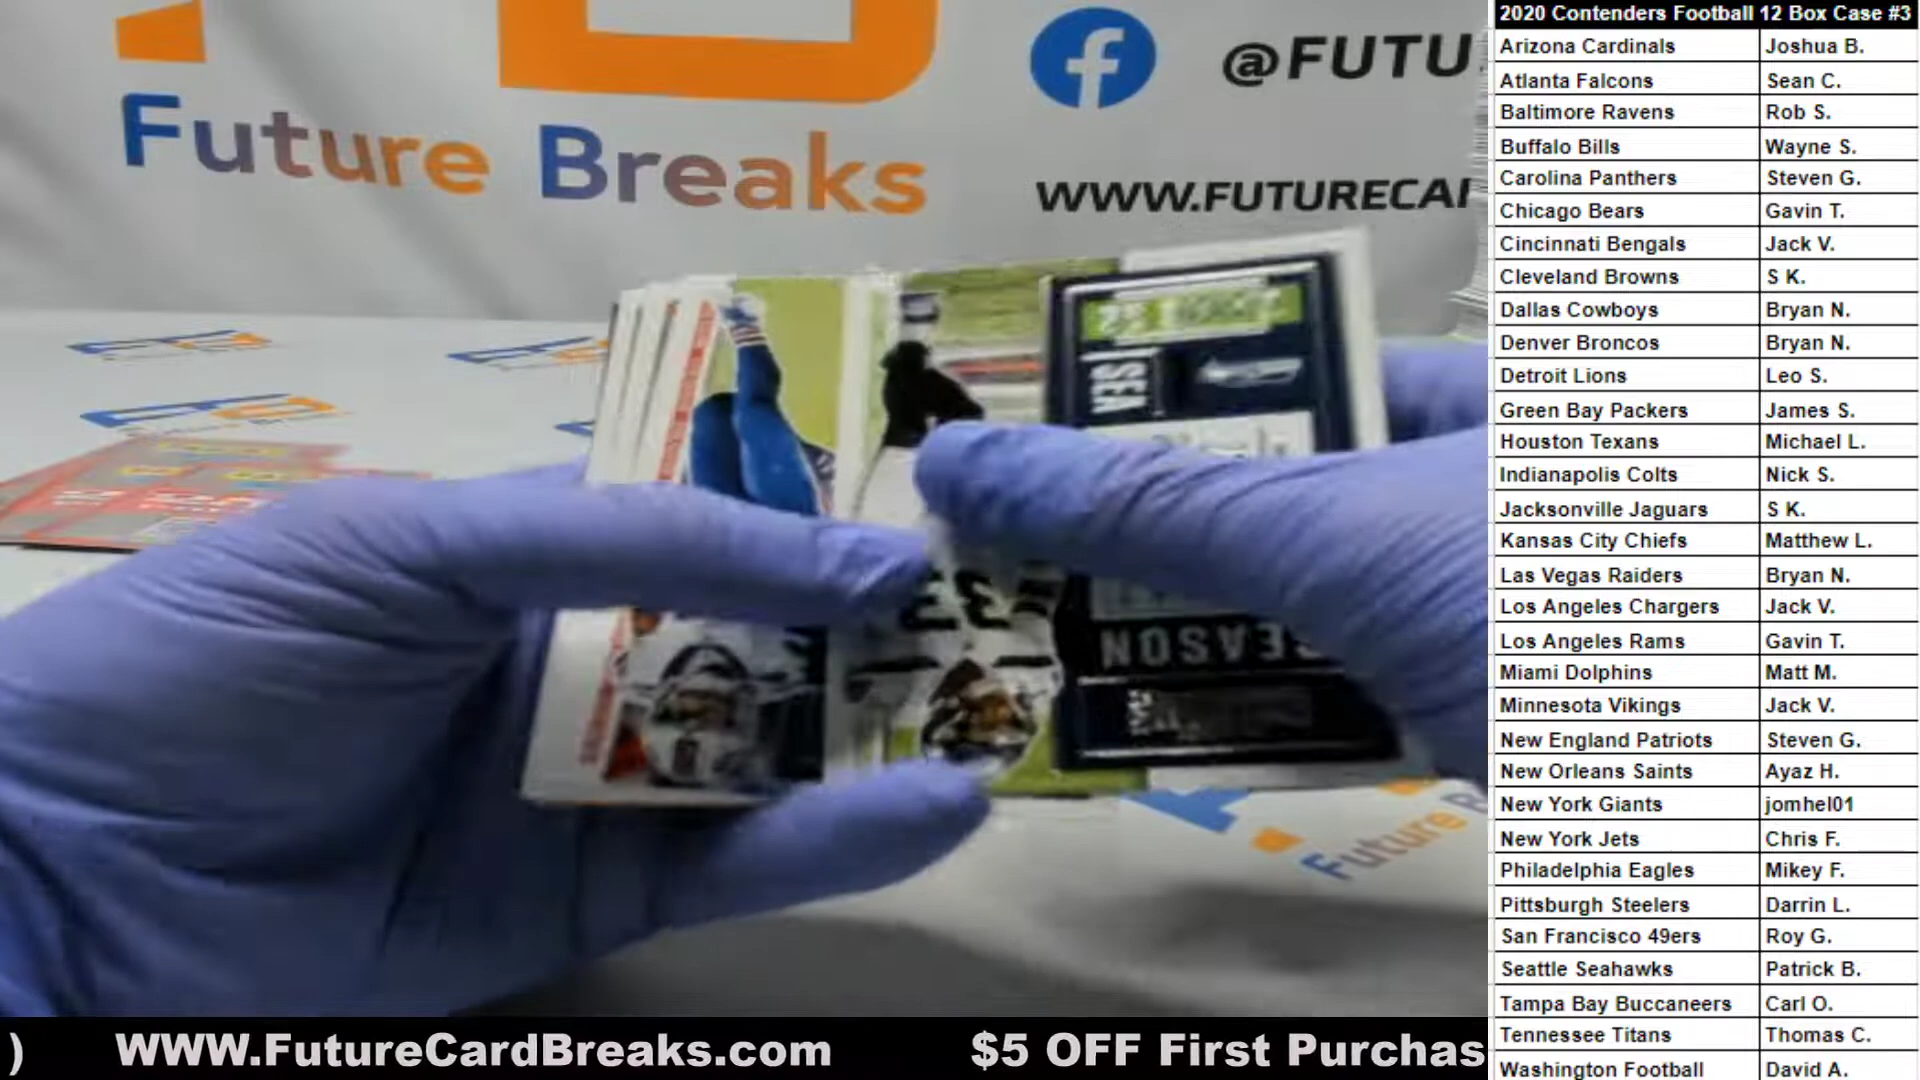 Future Breaks
@FUTU
WWW.FUTURECAR
SEA
33
SEASON
Future B
) WWW.FutureCardBreaks.com $5 OFF First Purchas
2020 Contenders Football 12 Box Case #3
Arizona Cardinals Joshua B.
Atlanta Falcons Sean C.
Baltimore Ravens Rob S.
Buffalo Bills Wayne S.
Carolina Panthers Steven G.
Chicago Bears Gavin T.
Cincinnati Bengals Jack V.
Cleveland Browns S K.
Dallas Cowboys Bryan N.
Denver Broncos Bryan N.
Detroit Lions Leo S.
Green Bay Packers James S.
Houston Texans Michael L.
Indianapolis Colts Nick S.
Jacksonville Jaguars S K.
Kansas City Chiefs Matthew L.
Las Vegas Raiders Bryan N.
Los Angeles Chargers Jack V.
Los Angeles Rams Gavin T.
Miami Dolphins Matt M.
Minnesota Vikings Jack V.
New England Patriots Steven G.
New Orleans Saints Ayaz H.
New York Giants jomhel01
New York Jets Chris F.
Philadelphia Eagles Mikey F.
Pittsburgh Steelers Darrin L.
San Francisco 49ers Roy G.
Seattle Seahawks Patrick B.
Tampa Bay Buccaneers Carl O.
Tennessee Titans Thomas C.
Washington Football David A.